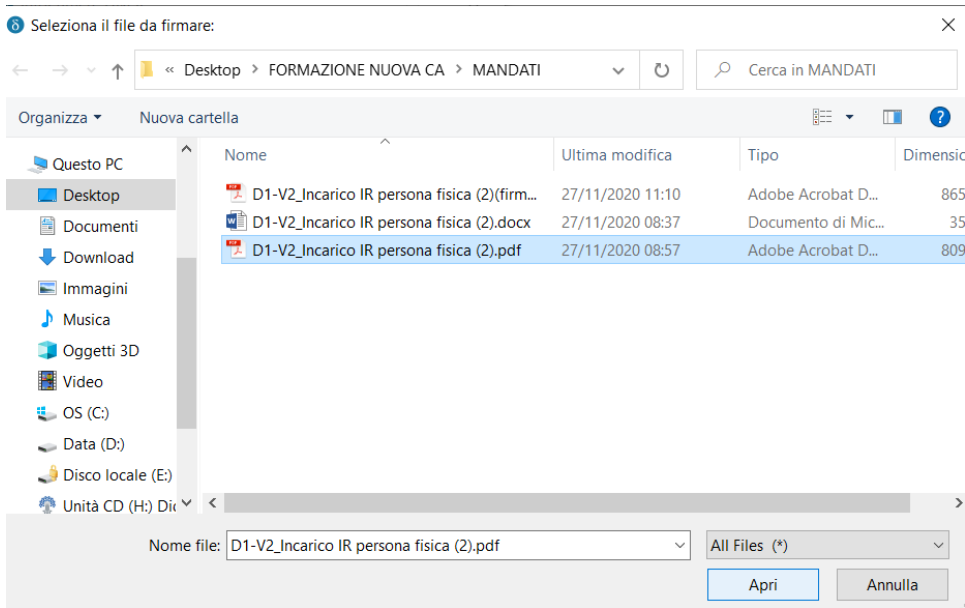 Seleziona il file da firmare:
« Desktop > FORMAZIONE NUOVA CA > MANDATI
Cerca in MANDATI
Organizza
Nuova cartella
Nome
Ultima modifica
Tipo
Dimensic
D1-V2_Incarico IR persona fisica (2)(firm...
27/11/2020 11:10
Adobe Acrobat D...
865
D1-V2_Incarico IR persona fisica (2).docx
27/11/2020 08:37
Documento di Mic...
35
D1-V2_Incarico IR persona fisica (2).pdf
27/11/2020 08:57
Adobe Acrobat D...
809
Questo PC
Desktop
Documenti
Download
Immagini
Musica
Oggetti 3D
Video
OS (C:)
Data (D:)
Disco locale (E:)
Unità CD (H:) Dic
Nome file:
D1-V2_Incarico IR persona fisica (2).pdf
All Files (*)
Apri
Annulla